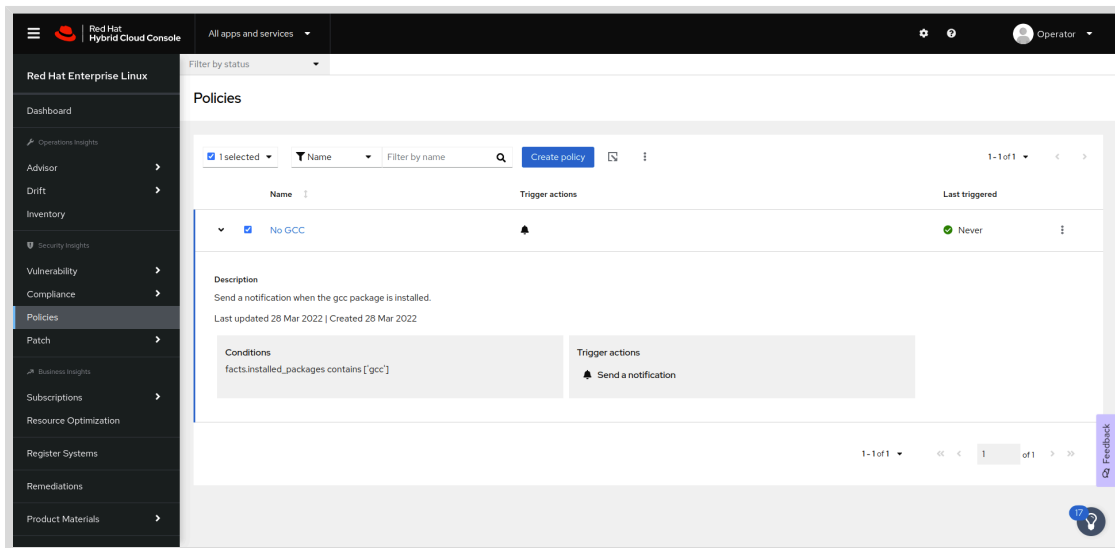 Red Hat
Hybrid Cloud Console
All apps and services
Operator
Red Hat Enterprise Linux
Dashboard
Operations Insights
Advisor
Drift
Inventory
Security Insights
Vulnerability
Compliance
Policies
Patch
Business Insights
Subscriptions
Resource Optimization
Register Systems
Remediations
Product Materials
Filter by status
Policies
1 selected
Name
Filter by name
Create policy
1 - 1 of 1
Name
Trigger actions
Last triggered
No GCC
Never
Description
Send a notification when the gcc package is installed.
Last updated 28 Mar 2022 | Created 28 Mar 2022
Conditions
facts.installed_packages contains ['gcc']
Trigger actions
Send a notification
1 - 1 of 1
1
of 1
Feedback
17